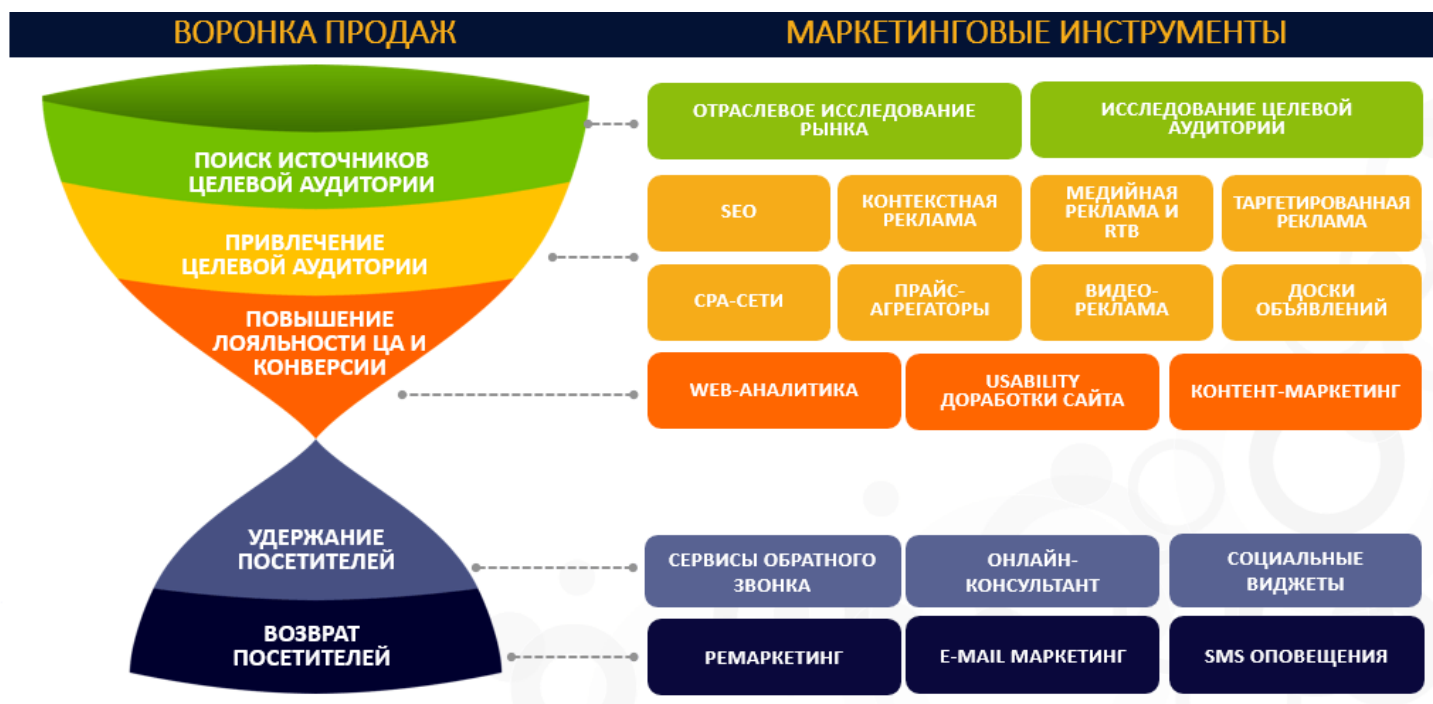 ВОРОНКА ПРОДАЖ
МАРКЕТИНГОВЫЕ ИНСТРУМЕНТЫ
ПОИСК ИСТОЧНИКОВ
ЦЕЛЕВОЙ АУДИТОРИИ
ОТРАСЛЕВОЕ ИССЛЕДОВАНИЕ
РЫНКА
ИССЛЕДОВАНИЕ ЦЕЛЕВОЙ
АУДИТОРИИ
ПРИВЛЕЧЕНИЕ
ЦЕЛЕВОЙ АУДИТОРИИ
SEO
КОНТЕКСТНАЯ
РЕКЛАМА
МЕДИЙНАЯ
РЕКЛАМА И
RTB
ТАРГЕТИРОВАННАЯ
РЕКЛАМА
CPA-СЕТИ
ПРАЙС-
АГРЕГАТОРЫ
ВИДЕО-
РЕКЛАМА
ДОСКИ
ОБЪЯВЛЕНИЙ
ПОВЫШЕНИЕ
ЛОЯЛЬНОСТИ ЦА И
КОНВЕРСИИ
WEB-АНАЛИТИКА
USABILITY
ДОРАБОТКИ САЙТА
КОНТЕНТ-МАРКЕТИНГ
УДЕРЖАНИЕ
ПОСЕТИТЕЛЕЙ
СЕРВИСЫ ОБРАТНОГО
ЗВОНКА
ОНЛАЙН-
КОНСУЛЬТАНТ
СОЦИАЛЬНЫЕ
ВИДЖЕТЫ
ВОЗВРАТ
ПОСЕТИТЕЛЕЙ
РЕМАРКЕТИНГ
E-MAIL МАРКЕТИНГ
SMS ОПОВЕЩЕНИЯ